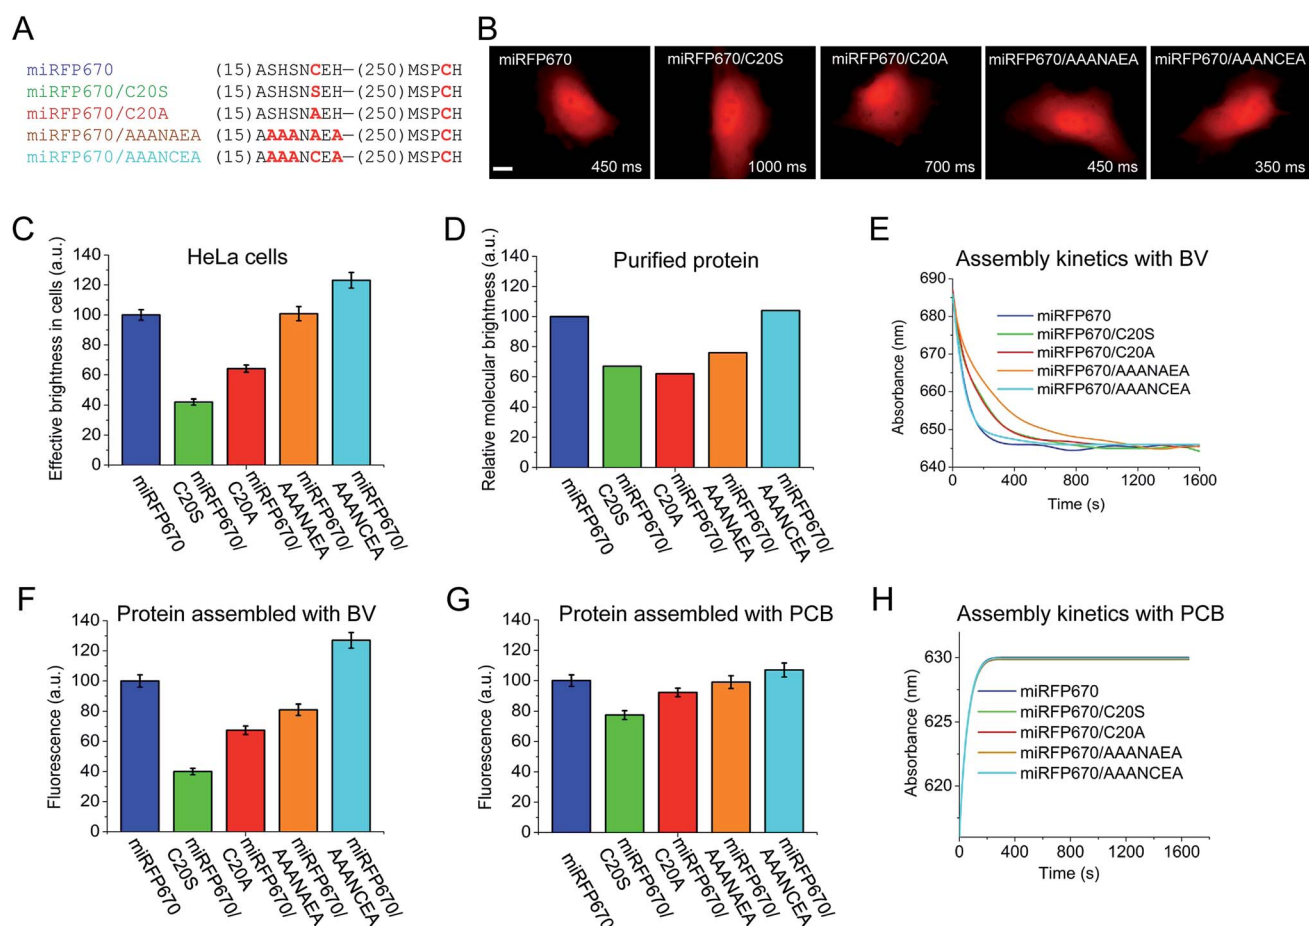 A
miRFP670 (15)ASHSNCEH—(250)MSPCH
miRFP670/C20S (15)ASHSNSEH—(250)MSPCH
miRFP670/C20A (15)ASHSNAEH—(250)MSPCH
miRFP670/AAANAEA (15)AAAANAEA—(250)MSPCH
miRFP670/AAANCEA (15)AAAANCEA—(250)MSPCH
B
miRFP670 miRFP670/C20S miRFP670/C20A miRFP670/AAANAEA miRFP670/AAANCEA
450 ms 1000 ms 700 ms 450 ms 350 ms
C
HeLa cells
Effective brightness in cells (a.u.)
140
120
100
80
60
40
20
0
miRFP670
miRFP670/
C20S
miRFP670/
C20A
miRFP670/
AAANAEA
miRFP670/
AAANCEA
D
Purified protein
Relative molecular brightness (a.u.)
140
120
100
80
60
40
20
0
miRFP670
miRFP670/
C20S
miRFP670/
C20A
miRFP670/
AAANAEA
miRFP670/
AAANCEA
E
Assembly kinetics with BV
Absorbance (nm)
690
680
670
660
650
640
miRFP670
miRFP670/C20S
miRFP670/C20A
miRFP670/AAANAEA
miRFP670/AAANCEA
0 400 800 1200 1600
Time (s)
F
Protein assembled with BV
Fluorescence (a.u.)
140
120
100
80
60
40
20
0
miRFP670
miRFP670/
C20S
miRFP670/
C20A
miRFP670/
AAANAEA
miRFP670/
AAANCEA
G
Protein assembled with PCB
Fluorescence (a.u.)
140
120
100
80
60
40
20
0
miRFP670
miRFP670/
C20S
miRFP670/
C20A
miRFP670/
AAANAEA
miRFP670/
AAANCEA
H
Assembly kinetics with PCB
Absorbance (nm)
630
625
620
miRFP670
miRFP670/C20S
miRFP670/C20A
miRFP670/AAANAEA
miRFP670/AAANCEA
0 400 800 1200 1600
Time (s)